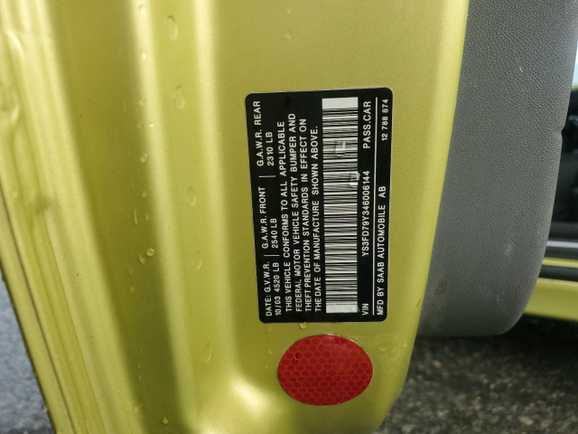 DATE: G.V.W.R. G.A.W.R. FRONT G.A.W.R. REAR
10/03 4520 LB 2540 LB 2310 LB
THIS VEHICLE CONFORMS TO ALL APPLICABLE
FEDERAL MOTOR VEHICLE SAFETY BUMPER AND
THEFT PREVENTION STANDARDS IN EFFECT ON
THE DATE OF MANUFACTURE SHOWN ABOVE.
VIN YS3FD79Y346006144 PASS.CAR
MFD BY SAAB AUTOMOBILE AB 12 788 874